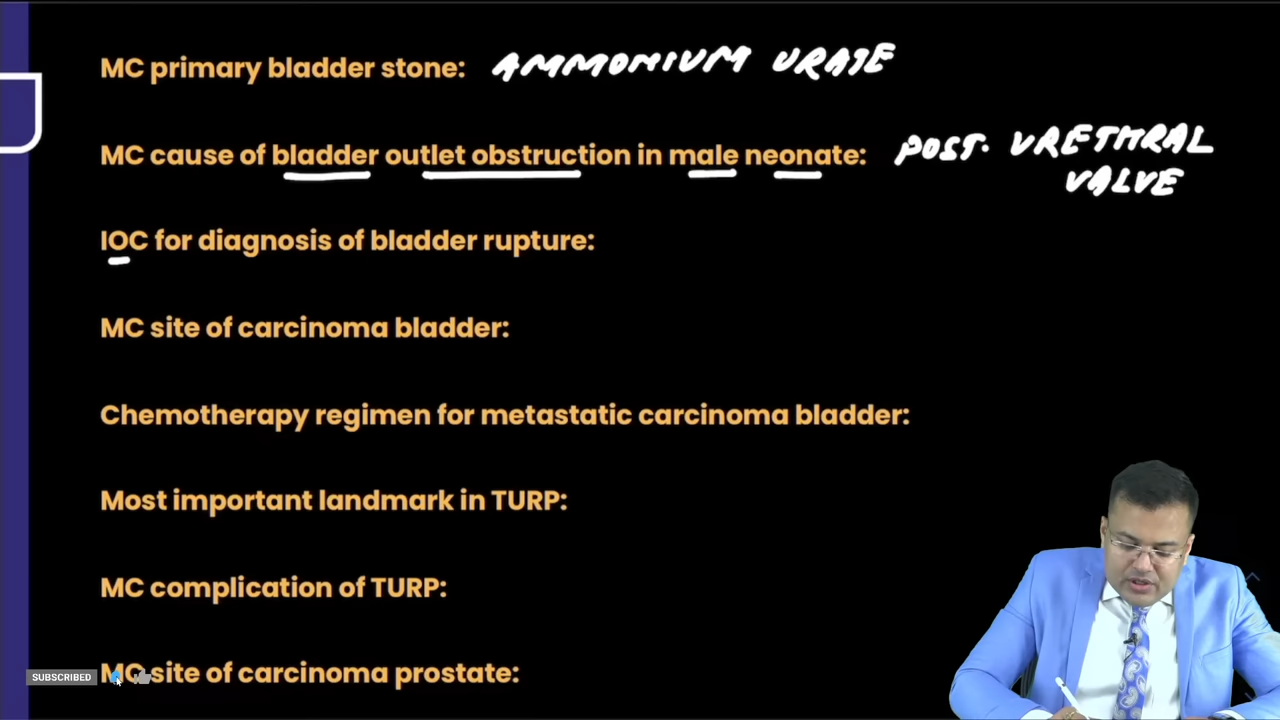 MC primary bladder stone: AMMONIUM URATE
MC cause of bladder outlet obstruction in male neonate: POST. URETHRAL
VALVE
IOC for diagnosis of bladder rupture:
MC site of carcinoma bladder:
Chemotherapy regimen for metastatic carcinoma bladder:
Most important landmark in TURP:
MC complication of TURP:
MC site of carcinoma prostate:
SUBSCRIBED